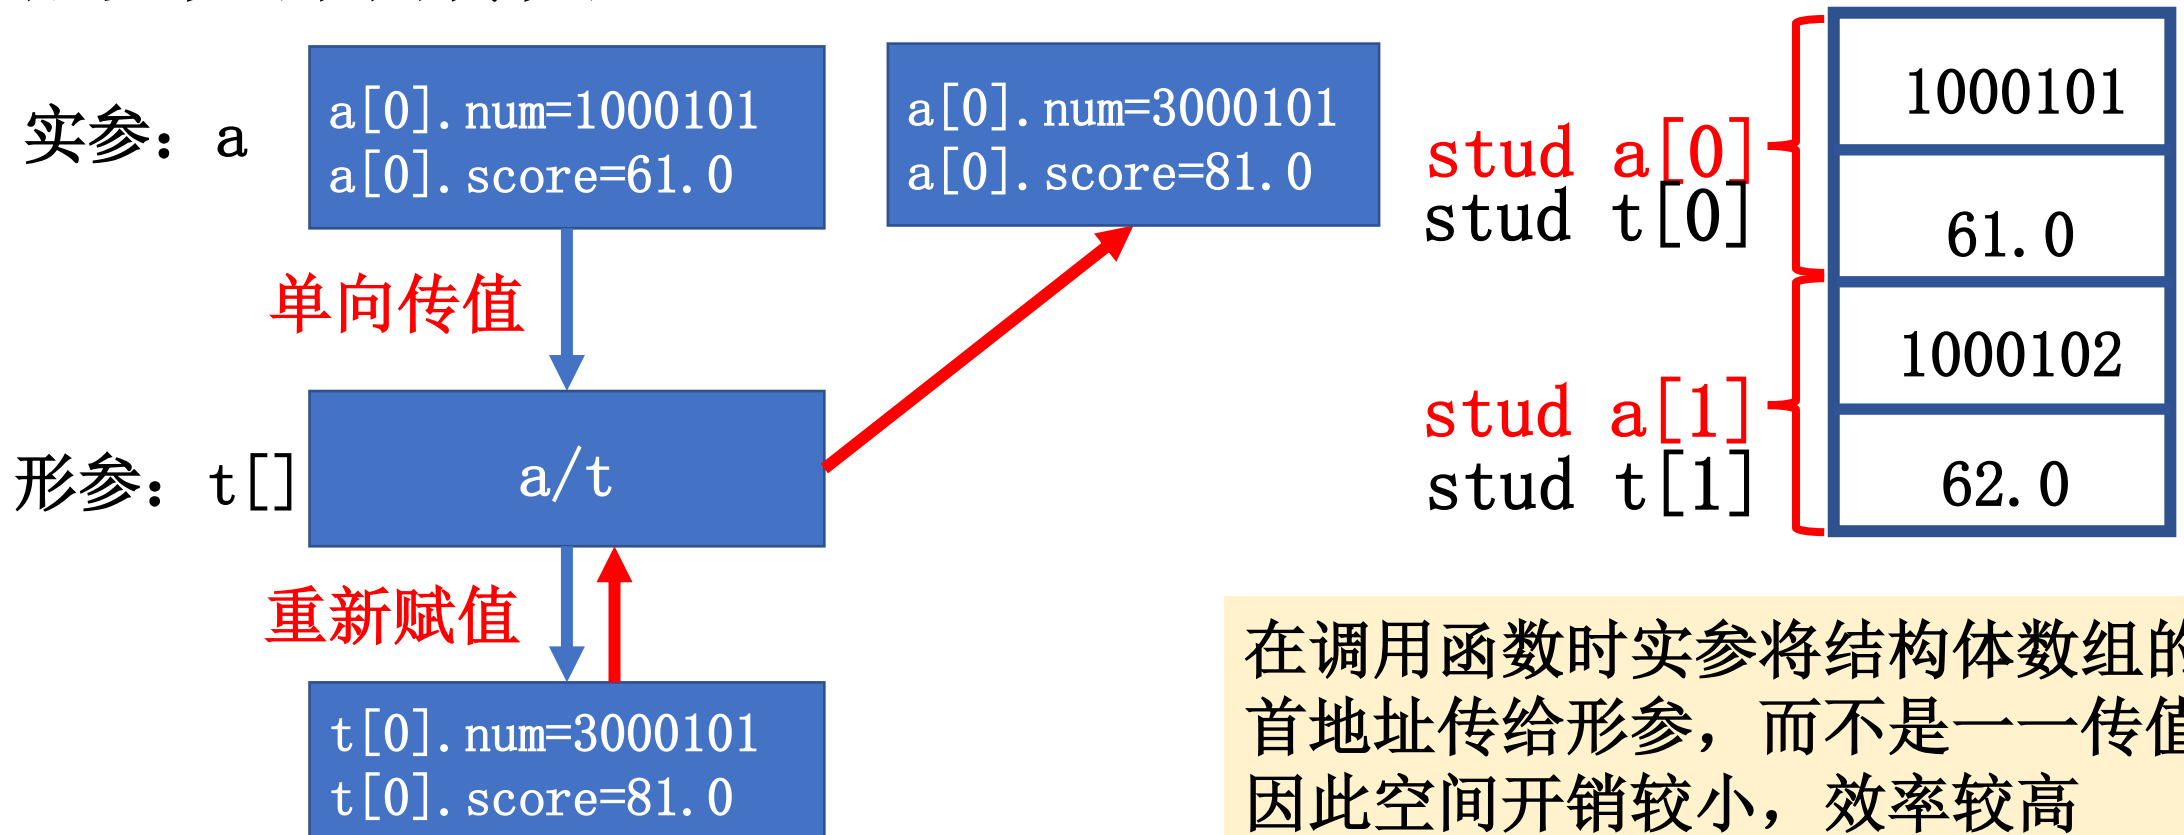 实参：a
a[0].num=1000101
a[0].score=61.0
a[0].num=3000101
a[0].score=81.0
单向传值
形参：t[]
a/t
重新赋值
t[0].num=3000101
t[0].score=81.0
stud a[0]
stud t[0]
stud a[1]
stud t[1]
1000101
61.0
1000102
62.0
在调用函数时实参将结构体数组的
首地址传给形参，而不是一一传值
因此空间开销较小，效率较高